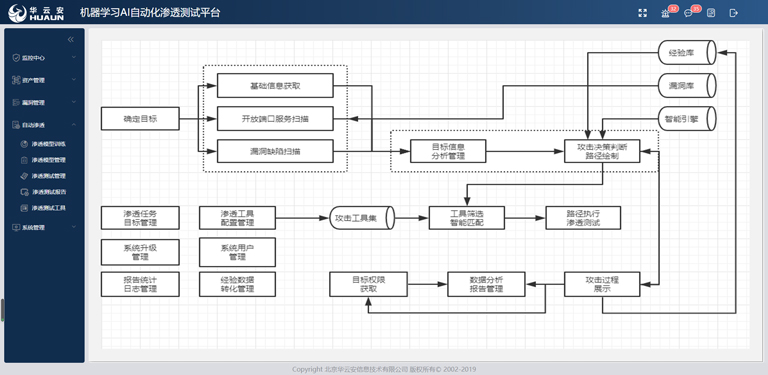 华云安
HUAUN
机器学习AI自动化渗透测试平台
监控中心
资产管理
漏洞管理
自动渗透
渗透模型训练
渗透模型管理
渗透测试管理
渗透测试报告
渗透测试工具
系统管理
经验库
漏洞库
智能引擎
基础信息获取
确定目标
开放端口服务扫描
漏洞缺陷扫描
目标信息
分析管理
攻击决策判断
路径绘制
渗透任务
目标管理
渗透工具
配置管理
攻击工具集
工具筛选
智能匹配
路径执行
渗透测试
系统升级
管理
系统用户
管理
报告统计
日志管理
经验数据
转化管理
目标权限
获取
数据分析
报告管理
攻击过程
展示
Copyright 北京华云安信息技术有限公司 版权所有© 2002-2019